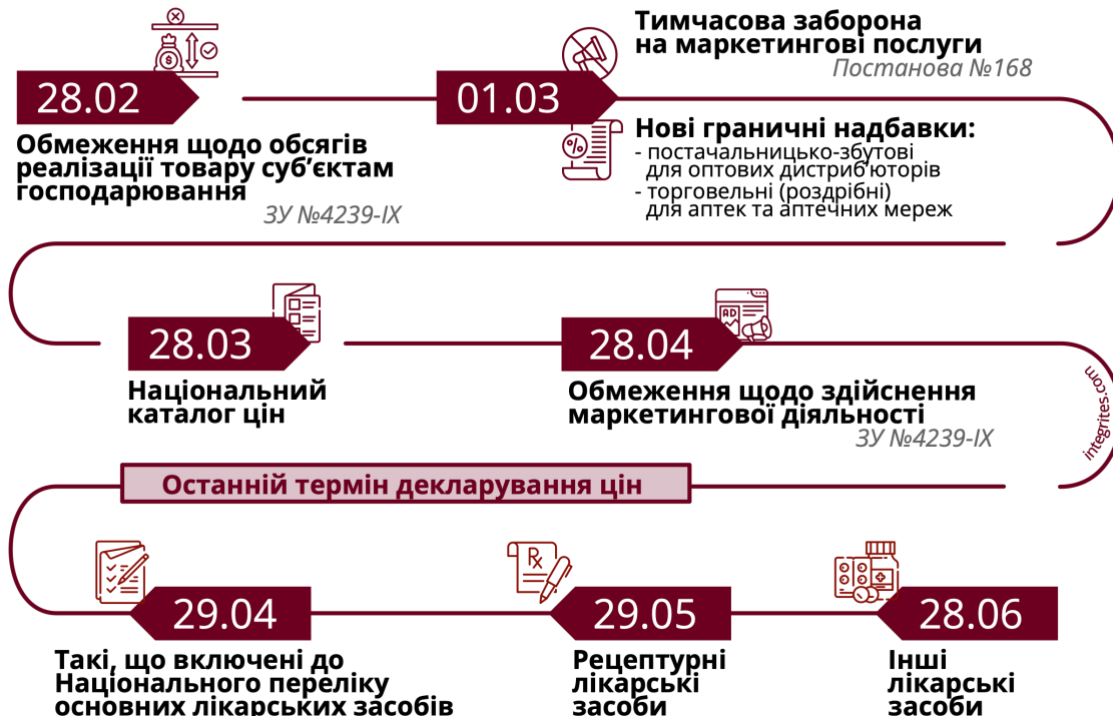 28.02
Обмеження щодо обсягів
реалізації товару суб’єктам
господарювання
ЗУ №4239-IX
01.03
Тимчасова заборона
на маркетингові послуги
Постанова №168
%
Нові граничні надбавки:
- постачальницько-збутові
для оптових дистриб’юторів
- торговельні (роздрібні)
для аптек та аптечних мереж
28.03
Національний
каталог цін
AD
28.04
Обмеження щодо здійснення
маркетингової діяльності
ЗУ №4239-IX
integrites.com
Останній термін декларування цін
29.04
Такі, що включені до
Національного переліку
основних лікарських засобів
Rx
29.05
Рецептурні
лікарські
засоби
28.06
Інші
лікарські
засоби